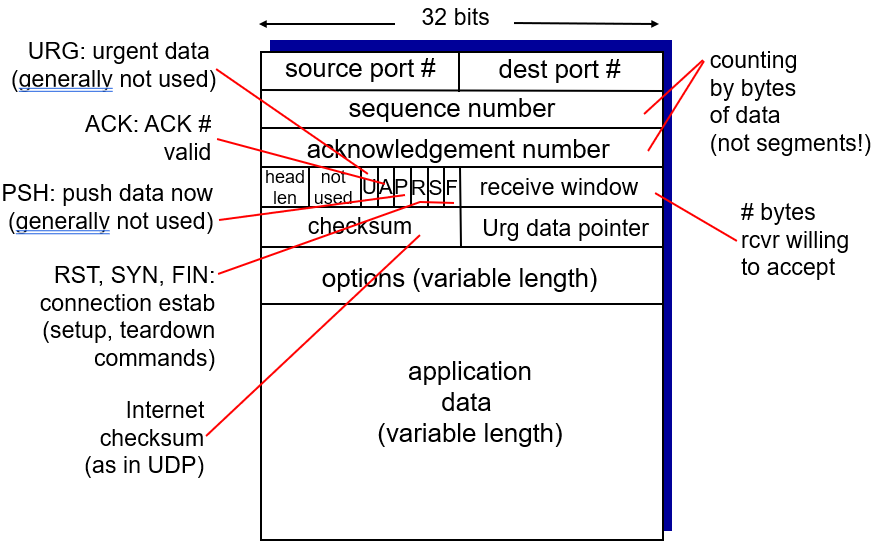 32 bits
URG: urgent data
(generally not used)
ACK: ACK #
valid
PSH: push data now
(generally not used)
RST, SYN, FIN:
connection estab
(setup, teardown
commands)
Internet
checksum
(as in UDP)
source port #
dest port #
sequence number
acknowledgement number
head
len
not
used
U A P R S F
receive window
checksum
Urg data pointer
options (variable length)
application
data
(variable length)
counting
by bytes
of data
(not segments!)
# bytes
rcvr willing
to accept